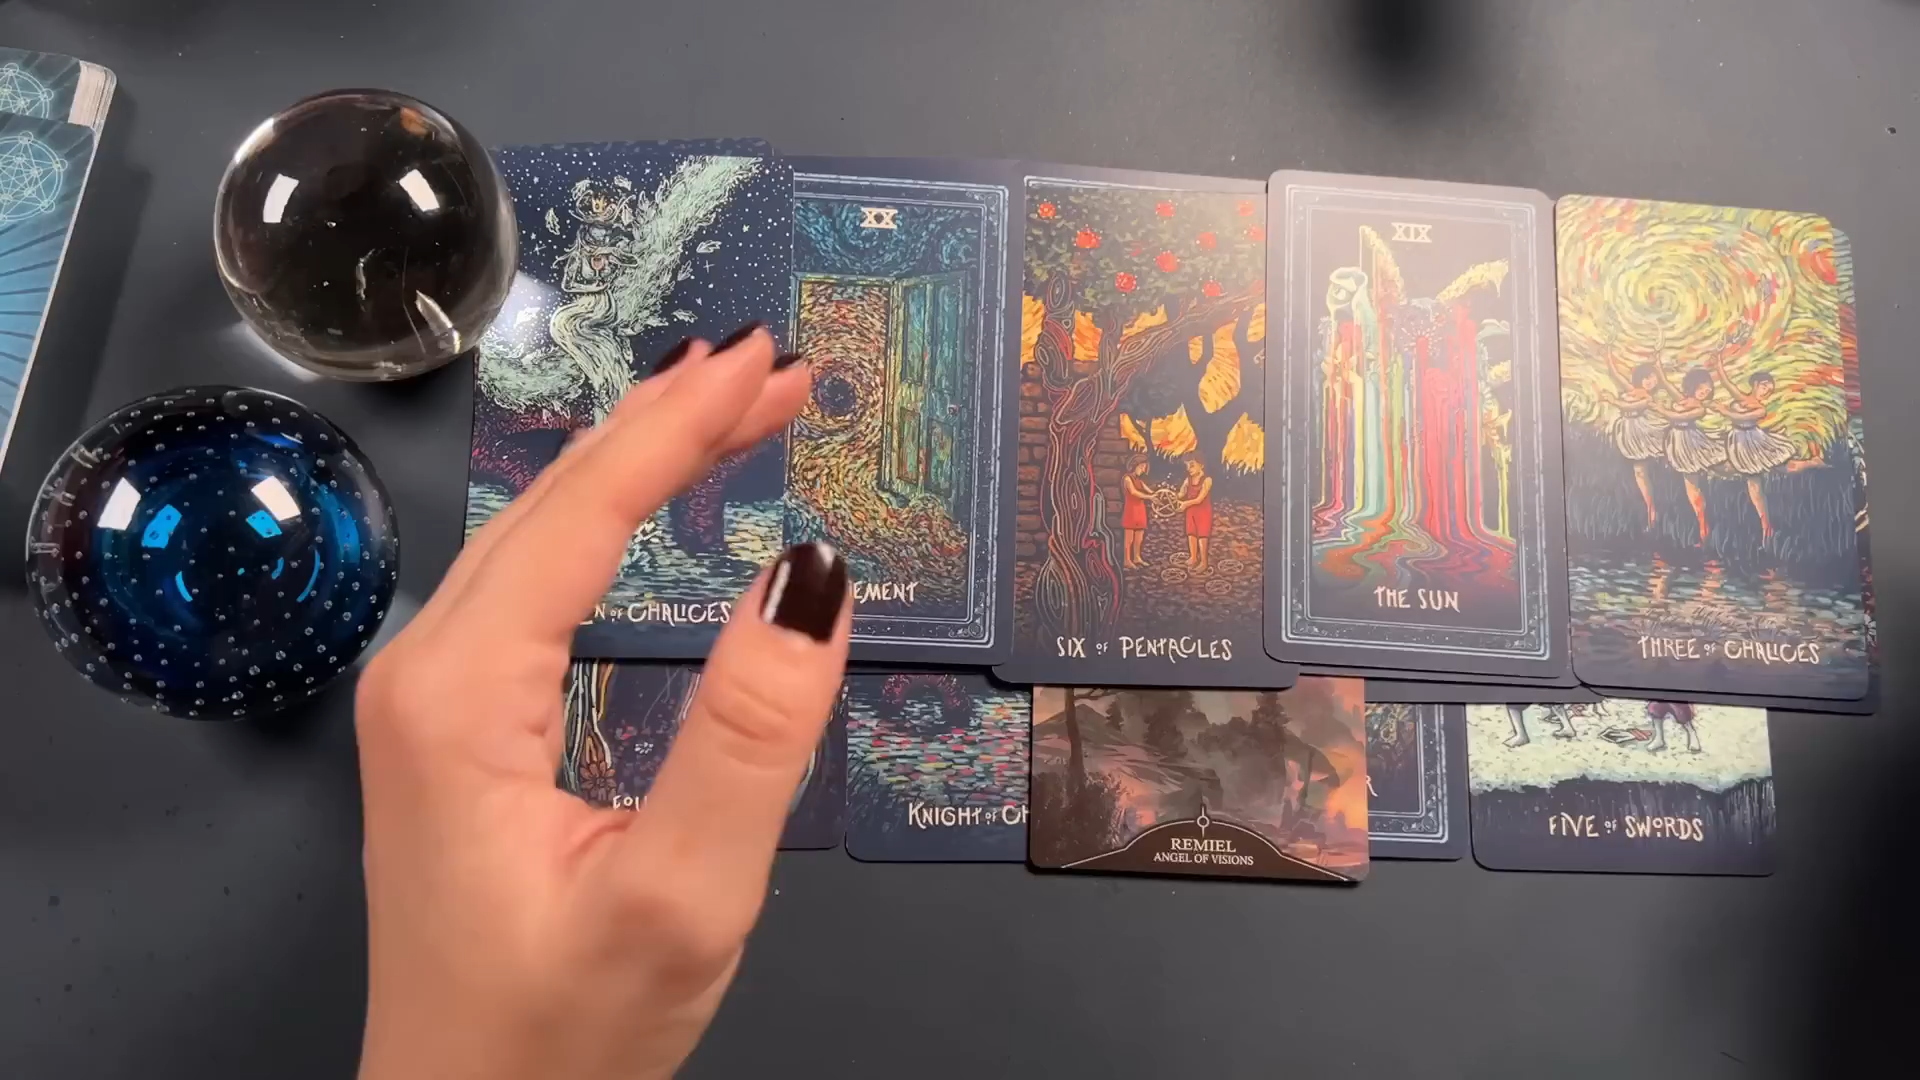 XX
XIX
OF CHALICES
EMENT
SIX OF PENTACLES
THE SUN
THREE OF CHALICES
KNIGHT OF CH
R
FIVE OF SWORDS
REMIEL
ANGEL OF VISIONS